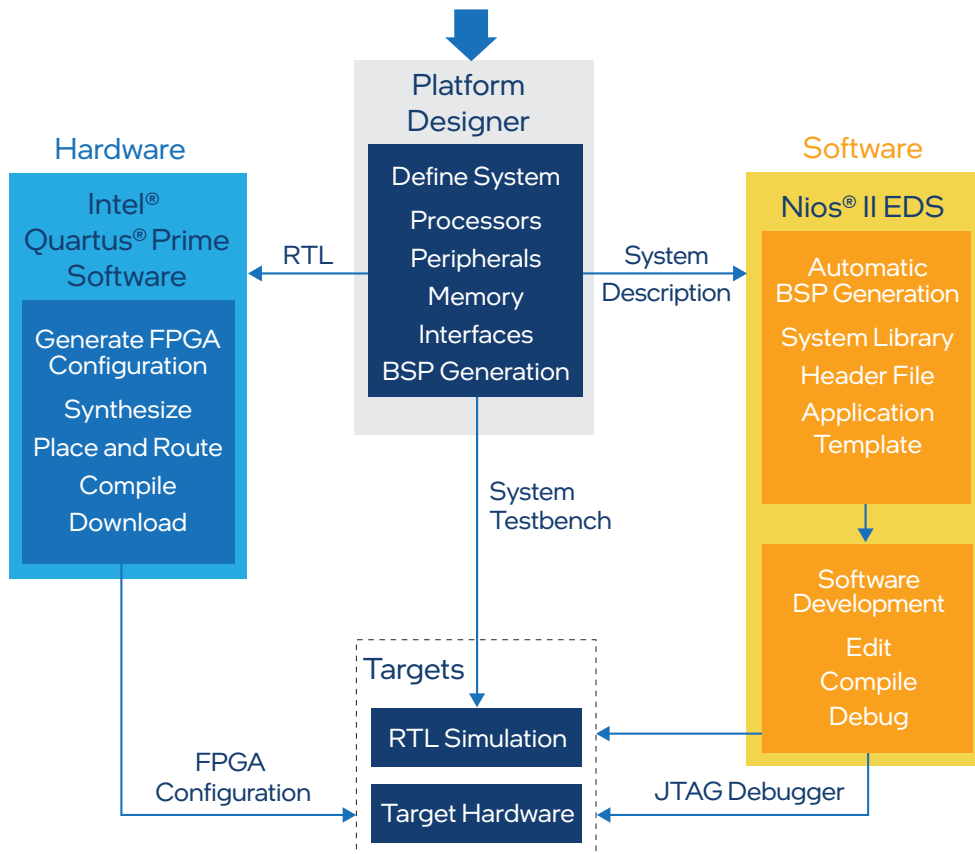 Platform
Designer
Define System
Processors
Peripherals
Memory
Interfaces
BSP Generation
Hardware
Intel®
Quartus® Prime
Software
Generate FPGA
Configuration
Synthesize
Place and Route
Compile
Download
RTL
System
Description
Software
Nios® II EDS
Automatic
BSP Generation
System Library
Header File
Application
Template
Software
Development
Edit
Compile
Debug
System
Testbench
Targets
RTL Simulation
Target Hardware
FPGA
Configuration
JTAG Debugger